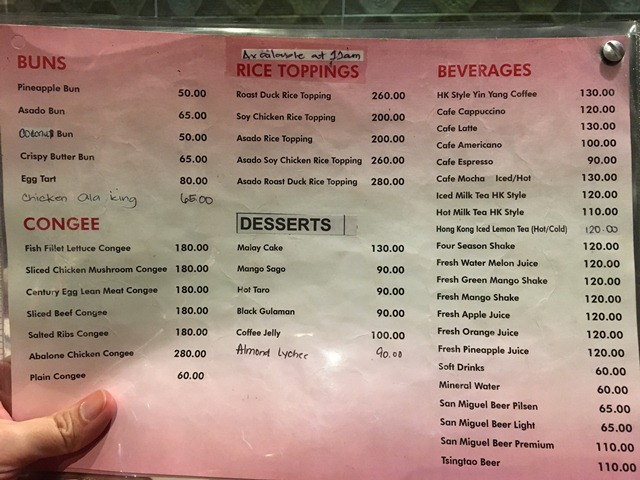 BUNS
Pineapple Bun 50.00
Asado Bun 65.00
Coconut Bun 50.00
Crispy Butter Bun 65.00
Egg Tart 80.00
Chicken Ala King 65.00
CONGEE
Fish Fillet Lettuce Congee 180.00
Sliced Chicken Mushroom Congee 180.00
Century Egg Lean Meat Congee 180.00
Sliced Beef Congee 180.00
Salted Ribs Congee 180.00
Abalone Chicken Congee 280.00
Plain Congee 60.00
Available at 11am
RICE TOPPINGS
Roast Duck Rice Topping 260.00
Soy Chicken Rice Topping 200.00
Asado Rice Topping 200.00
Asado Soy Chicken Rice Topping 260.00
Asado Roast Duck Rice Topping 280.00
DESSERTS
Malay Cake 130.00
Mango Sago 90.00
Hot Taro 90.00
Black Gulaman 90.00
Coffee Jelly 100.00
Almond Lychee 90.00
BEVERAGES
HK Style Yin Yang Coffee 130.00
Cafe Cappuccino 120.00
Cafe Latte 130.00
Cafe Americano 100.00
Cafe Espresso 90.00
Cafe Mocha Iced/Hot 130.00
Iced Milk Tea HK Style 120.00
Hot Milk Tea HK Style 110.00
Hong Kong Iced Lemon Tea (Hot/Cold) 120.00
Four Season Shake 120.00
Fresh Water Melon Juice 120.00
Fresh Green Mango Shake 120.00
Fresh Mango Shake 120.00
Fresh Apple Juice 120.00
Fresh Orange Juice 120.00
Fresh Pineapple Juice 120.00
Soft Drinks 60.00
Mineral Water 60.00
San Miguel Beer Pilsen 65.00
San Miguel Beer Light 65.00
San Miguel Beer Premium 110.00
Tsingtao Beer 110.00